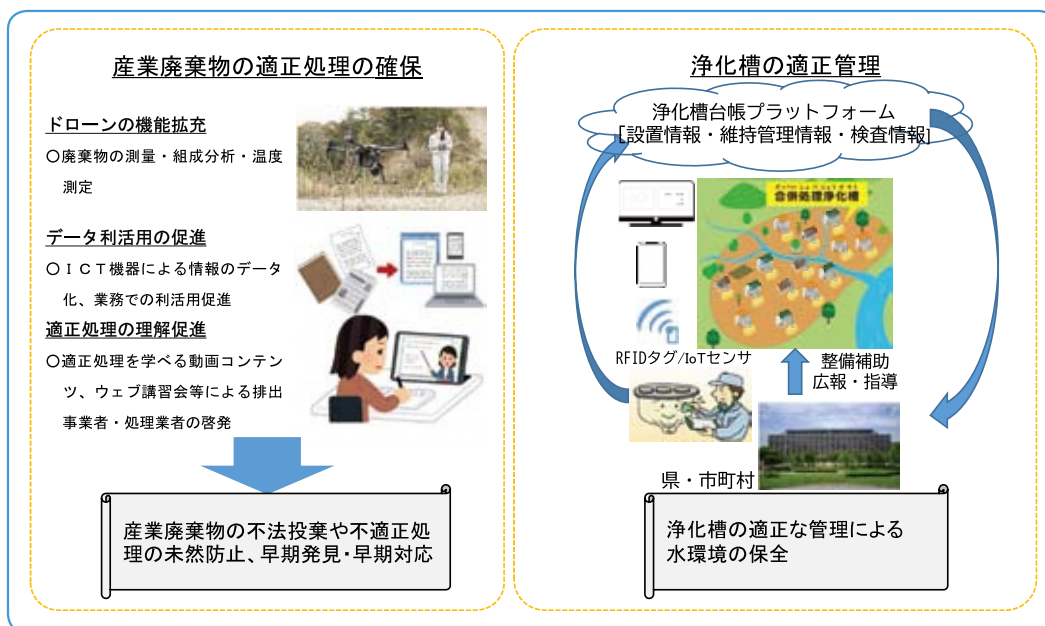 産業廃棄物の適正処理の確保
ドローンの機能拡充
〇廃棄物の測量・組成分析・温度
測定
データ利活用の促進
〇ＩＣＴ機器による情報のデータ
化、業務での利活用促進
適正処理の理解促進
〇適正処理を学べる動画コンテン
ツ、ウェブ講習会等による排出
事業者・処理業者の啓発
産業廃棄物の不法投棄や不適正処
理の未然防止、早期発見・早期対応
浄化槽の適正管理
浄化槽台帳プラットフォーム
[設置情報・維持管理情報・検査情報]
合併処理浄化槽
RFIDタグ/IoTセンサ
整備補助
広報・指導
県・市町村
浄化槽の適正な管理による
水環境の保全